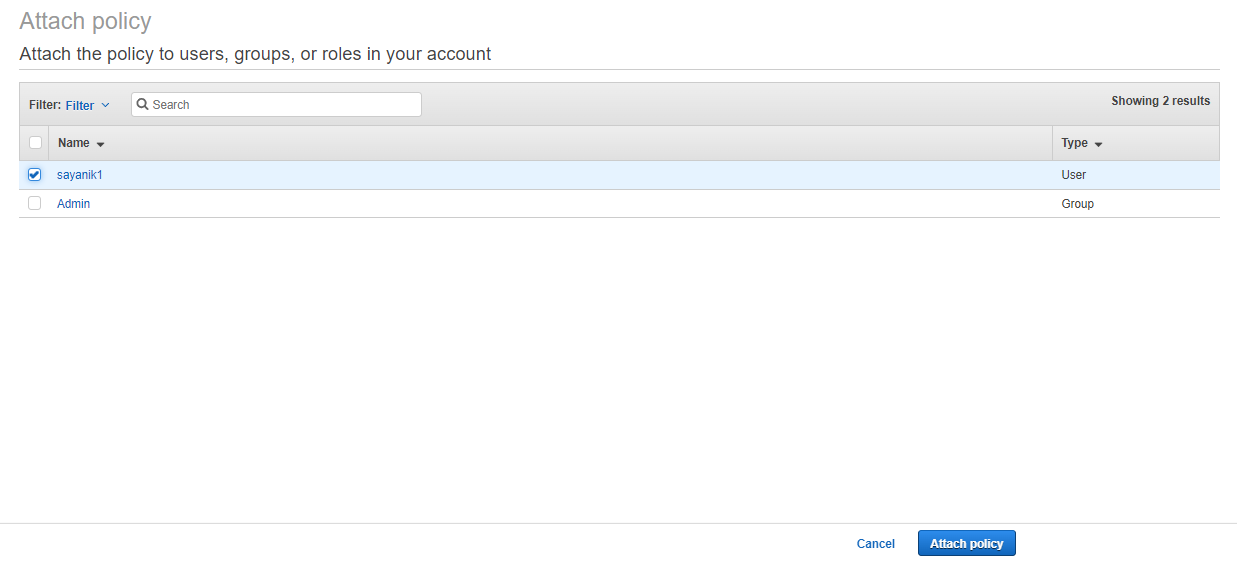 Attach policy
Attach the policy to users, groups, or roles in your account
Filter: Filter Search Showing 2 results
Name Type
sayanik1 User
Admin Group
Cancel Attach policy